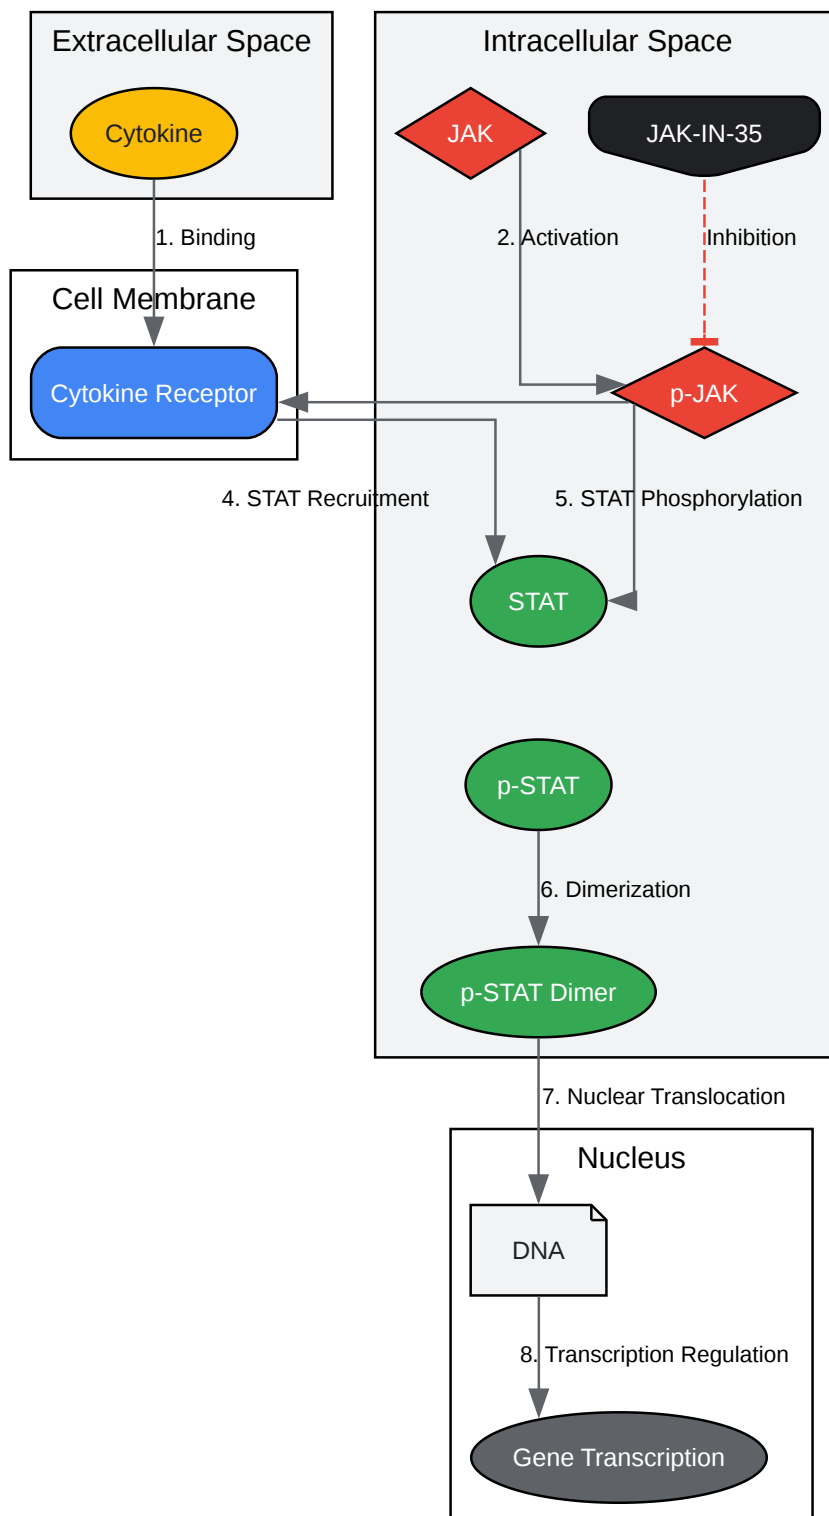 Extracellular Space
Intracellular Space
Cytokine
JAK
JAK-IN-35
1. Binding
2. Activation
Inhibition
Cell Membrane
Cytokine Receptor
p-JAK
4. STAT Recruitment
5. STAT Phosphorylation
STAT
p-STAT
6. Dimerization
p-STAT Dimer
7. Nuclear Translocation
Nucleus
DNA
8. Transcription Regulation
Gene Transcription